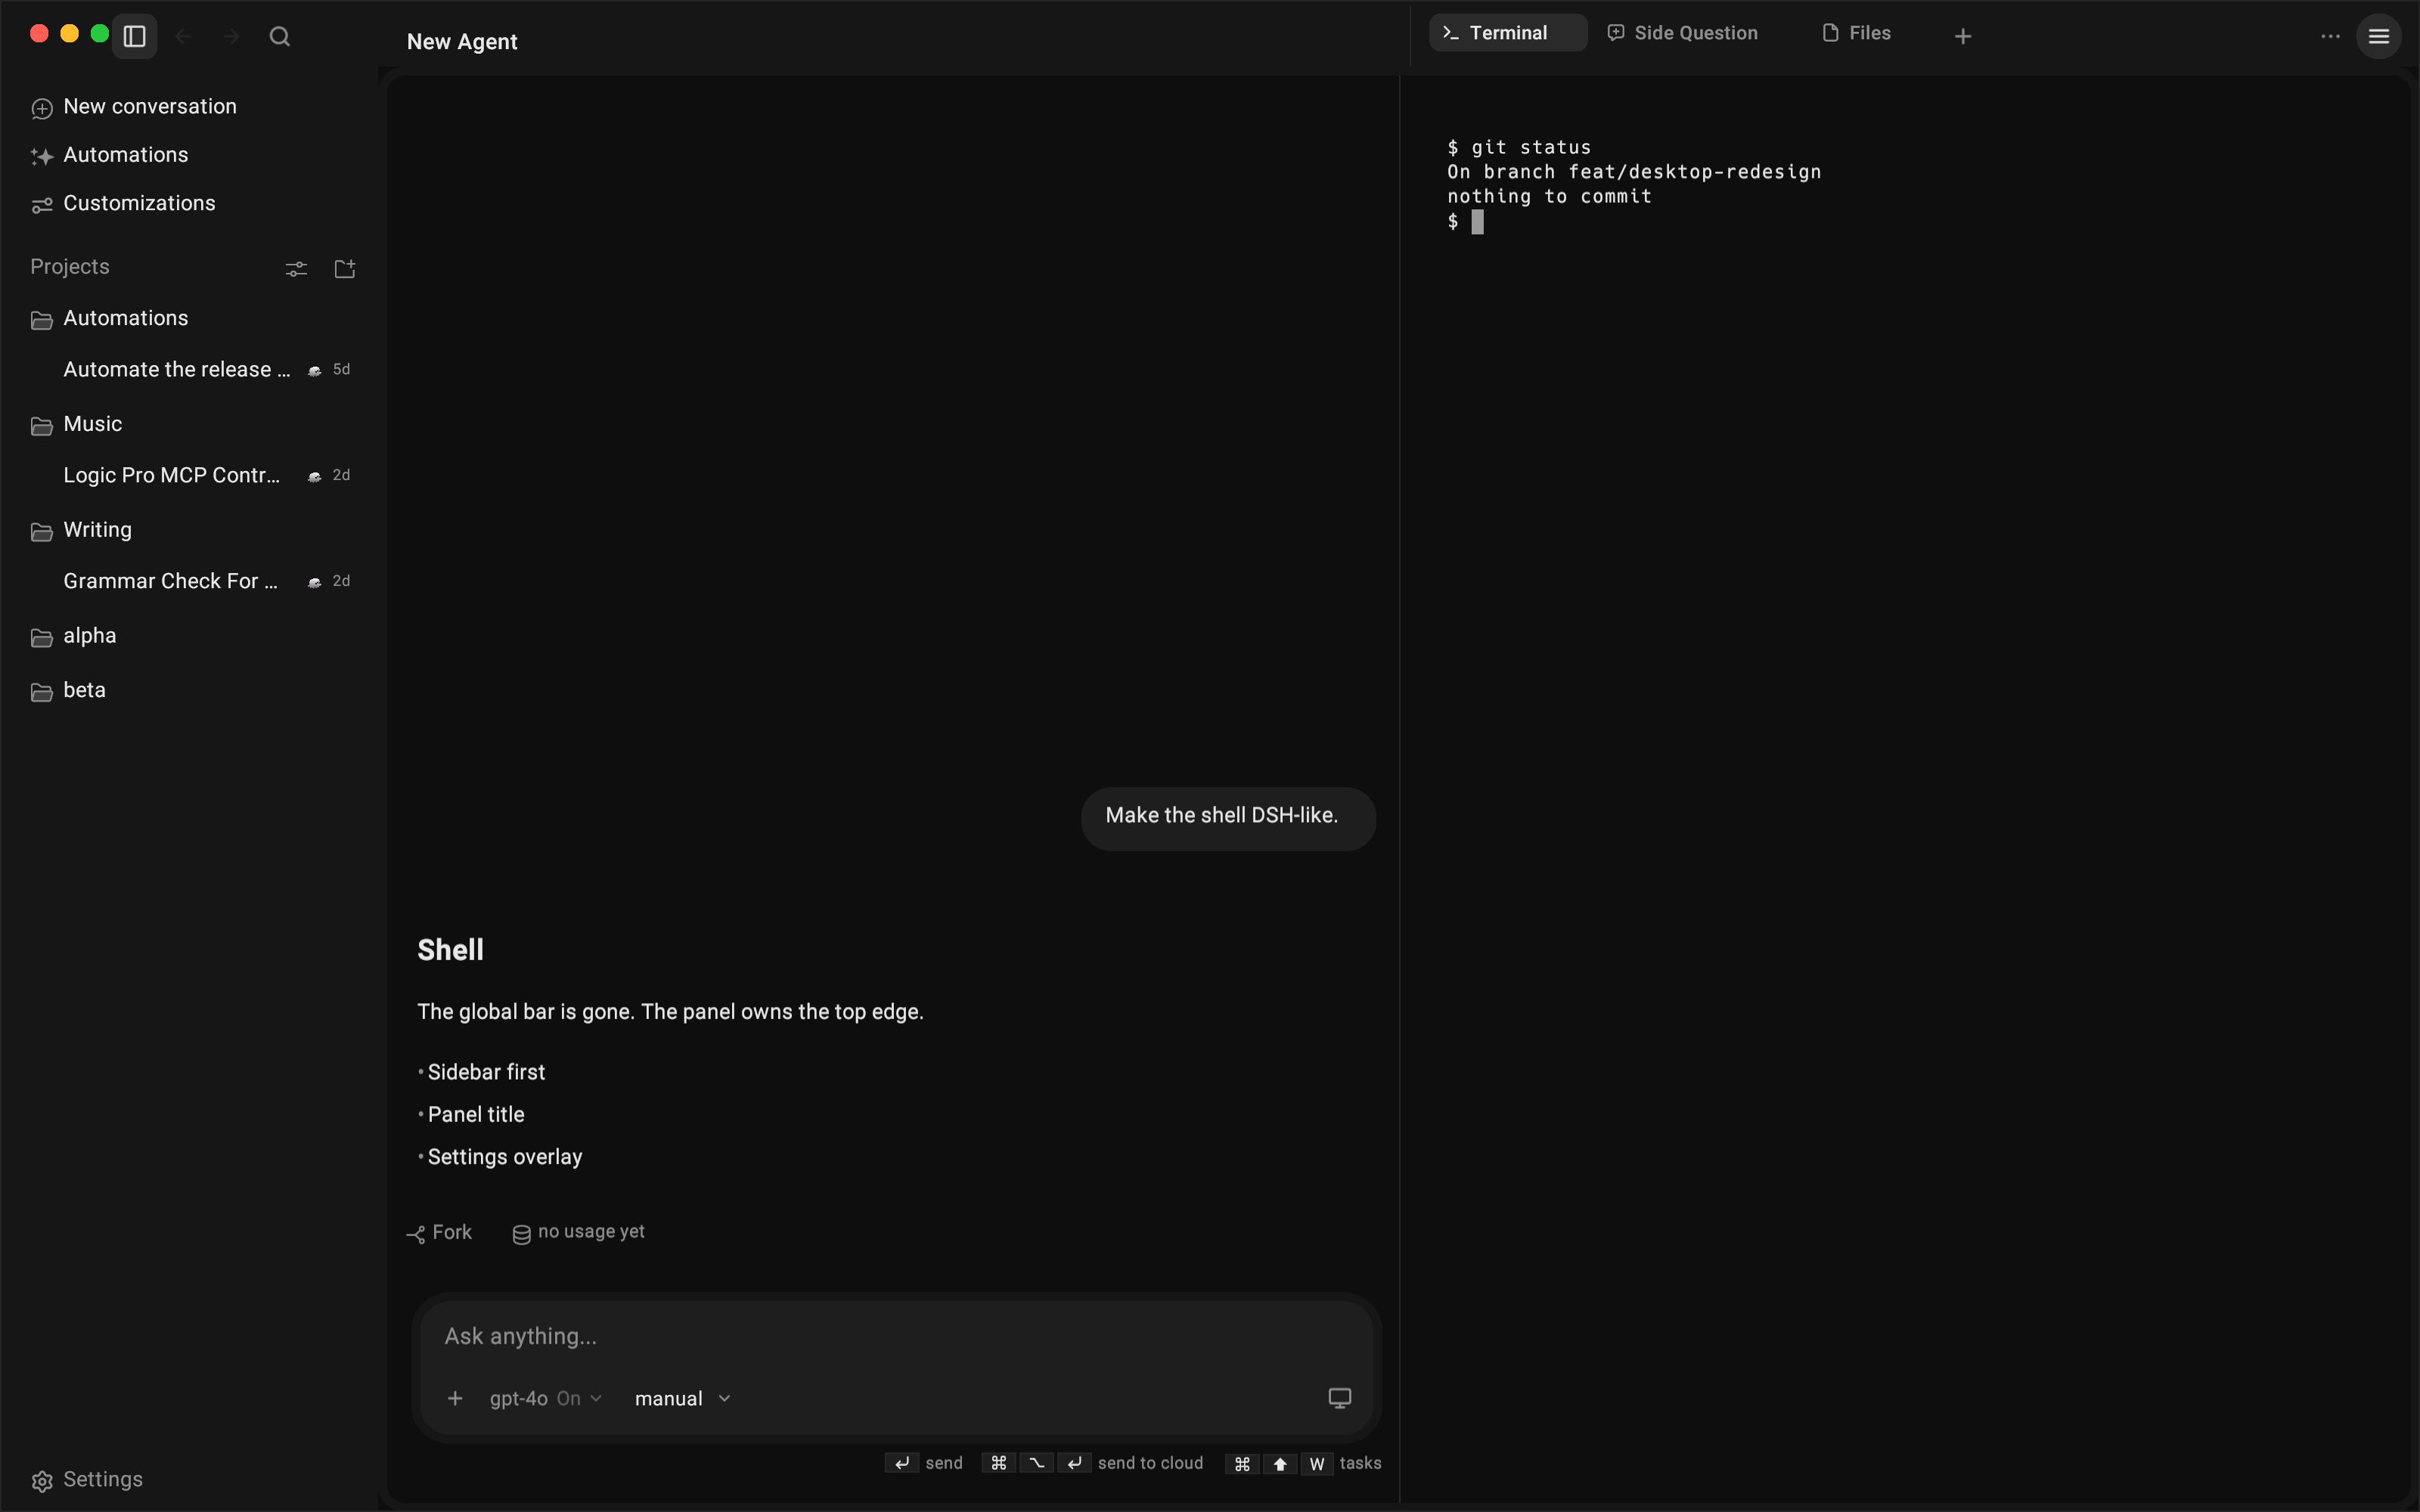 New Agent
Terminal
Side Question
Files
New conversation
Automations
Customizations
Projects
Automations
Automate the release ... 5d
Music
Logic Pro MCP Contr... 2d
Writing
Grammar Check For ... 2d
alpha
beta
Settings
Make the shell DSH-like.
Shell
The global bar is gone. The panel owns the top edge.
• Sidebar first
• Panel title
• Settings overlay
Fork no usage yet
Ask anything...
gpt-4o On manual
send ⌘ ⌥ send to cloud ⌘ W tasks
$ git status
On branch feat/desktop-redesign
nothing to commit
$